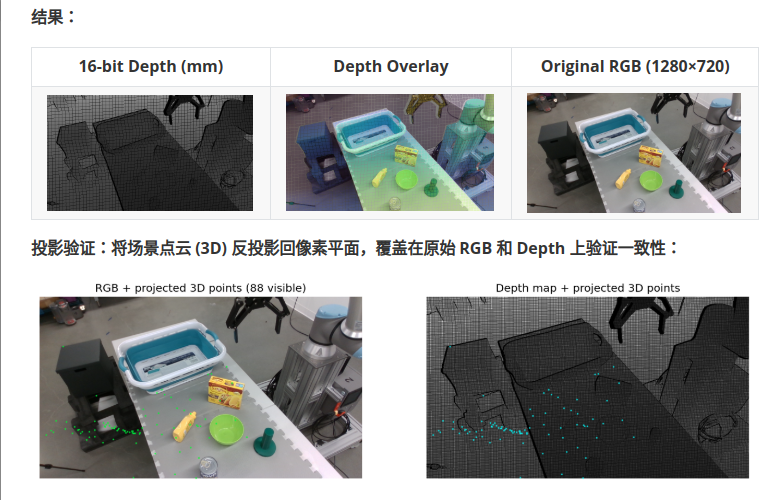 结果：
16-bit Depth (mm)
Depth Overlay
Original RGB (1280×720)
投影验证：将场景点云 (3D) 反投影回像素平面，覆盖在原始 RGB 和 Depth 上验证一致性：
RGB + projected 3D points (88 visible)
Depth map + projected 3D points